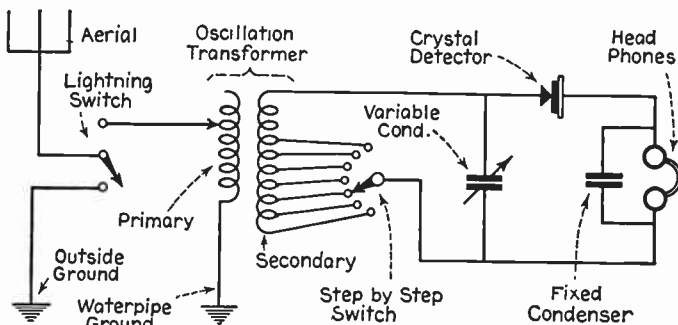 Aerial
Oscillation
Transformer
Crystal
Detector
Head
Phones
Lightning
Switch
Variable
Cond.
Primary
Secondary
Outside
Ground
Waterpipe
Ground
Step by Step
Switch
Fixed
Condenser